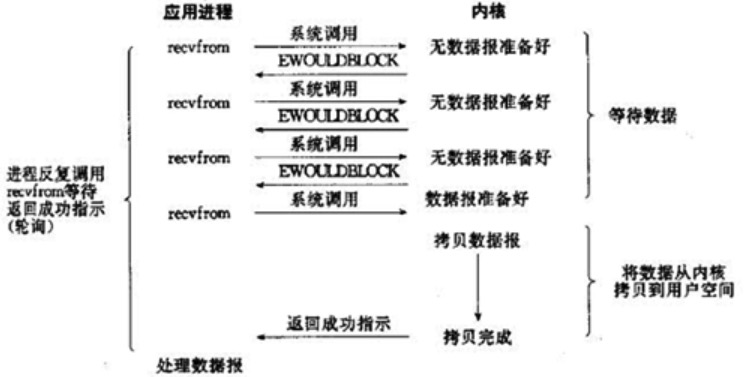 应用进程 内核
recvfrom 系统调用 无数据报准备好
EWOULDBLOCK
recvfrom 系统调用 无数据报准备好
EWOULDBLOCK
recvfrom 系统调用 无数据报准备好
EWOULDBLOCK
recvfrom 系统调用 数据报准备好
等待数据
进程反复调用
recvfrom等待
返回成功指示
(轮询)
拷贝数据报
将数据从内核
拷贝到用户空间
返回成功指示 拷贝完成
处理数据报